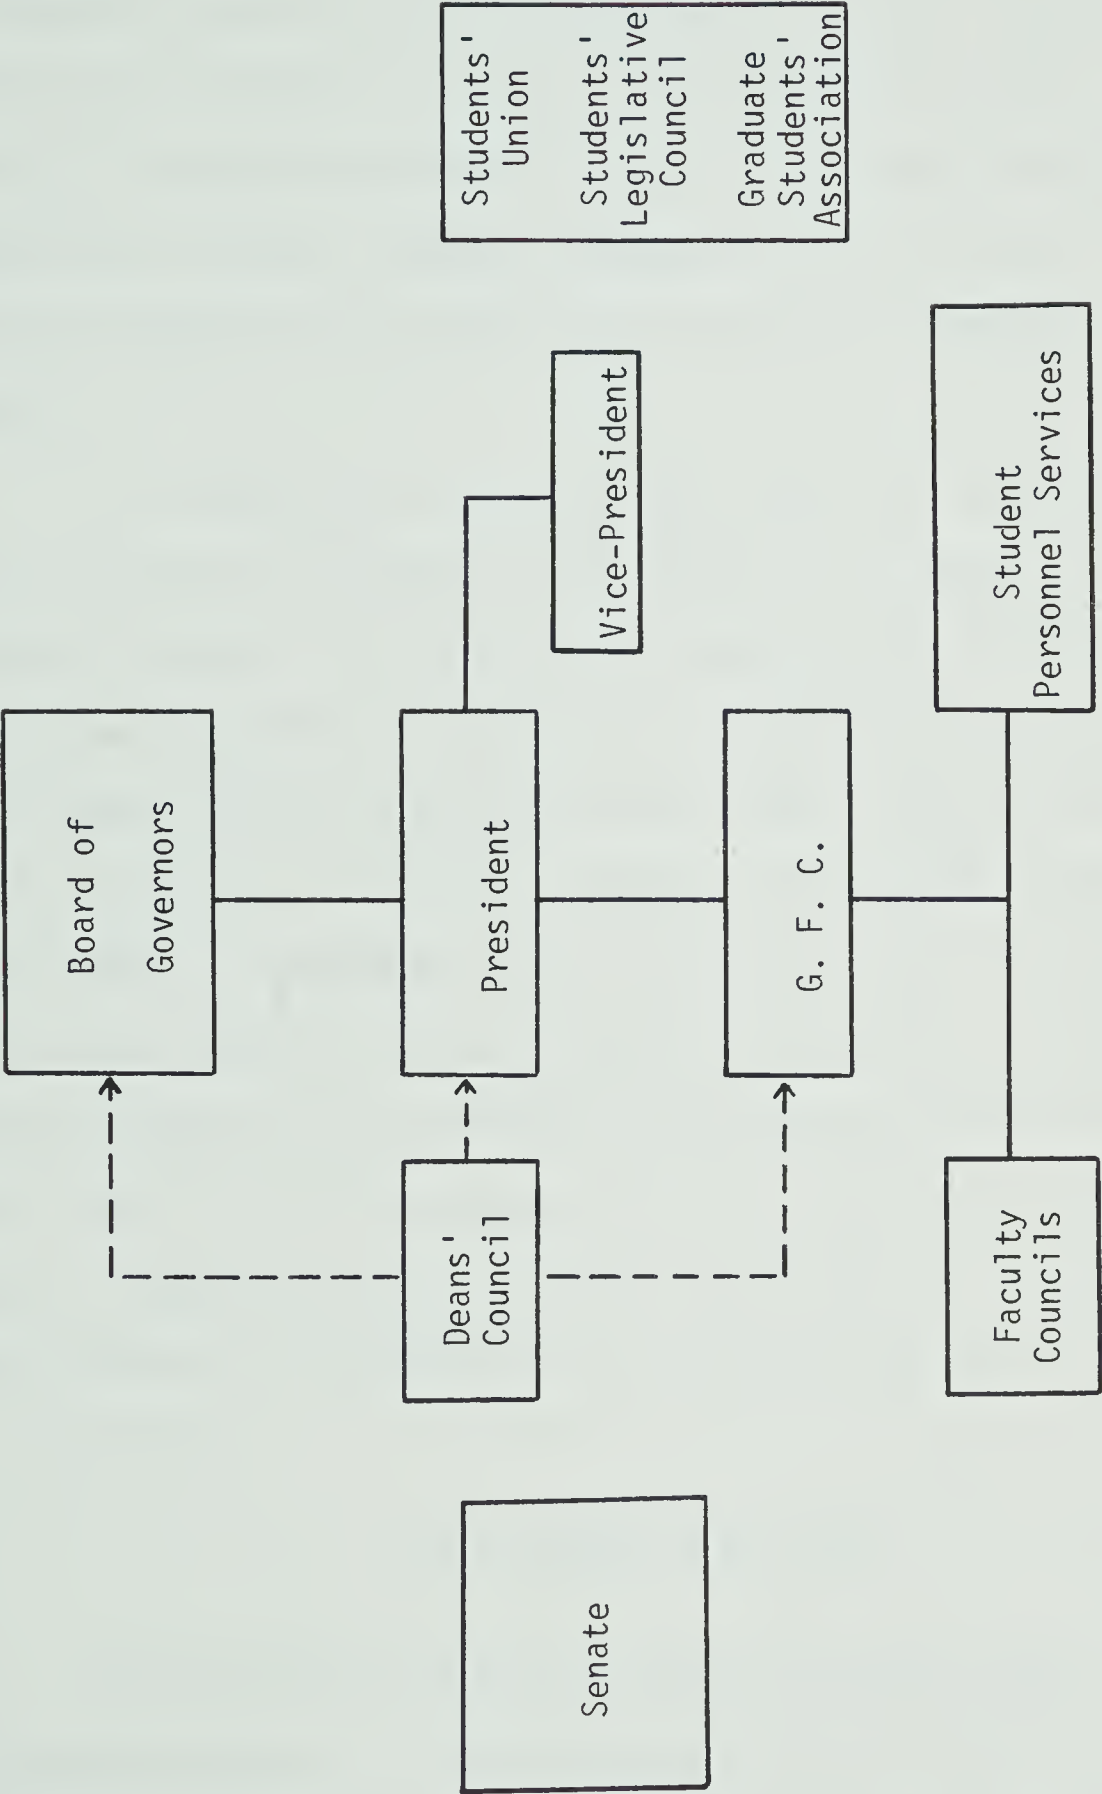 Board of
Governors
Senate
Deans'
Council
President
Vice-President
Students'
Union
Students'
Legislative
Council
Graduate
Students'
Association
G. F. C.
Faculty
Councils
Student
Personnel Services